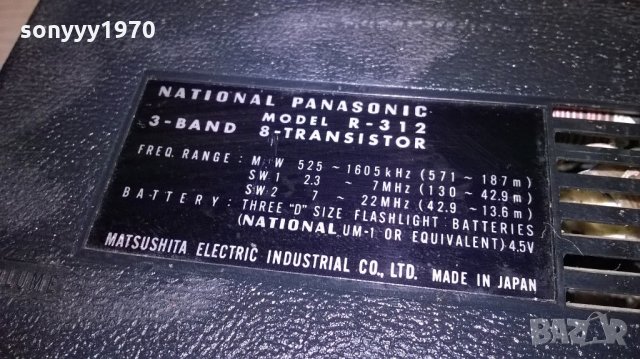 sonyyy1970
NATIONAL PANASONIC
MODEL R-312
3-BAND 8-TRANSISTOR
FREQ. RANGE : M W 525 ~ 1605 kHz (571 ~ 187 m)
SW. 1 2.3 ~ 7 MHz (130 ~ 42.9 m)
SW. 2 7 ~ 22 MHz (42.9 ~ 13.6 m)
BATTERY : THREE "D" SIZE FLASHLIGHT BATTERIES
(NATIONAL UM-1 OR EQUIVALENT) 4.5V
MATSUSHITA ELECTRIC INDUSTRIAL CO., LTD. MADE IN JAPAN
BAZAR